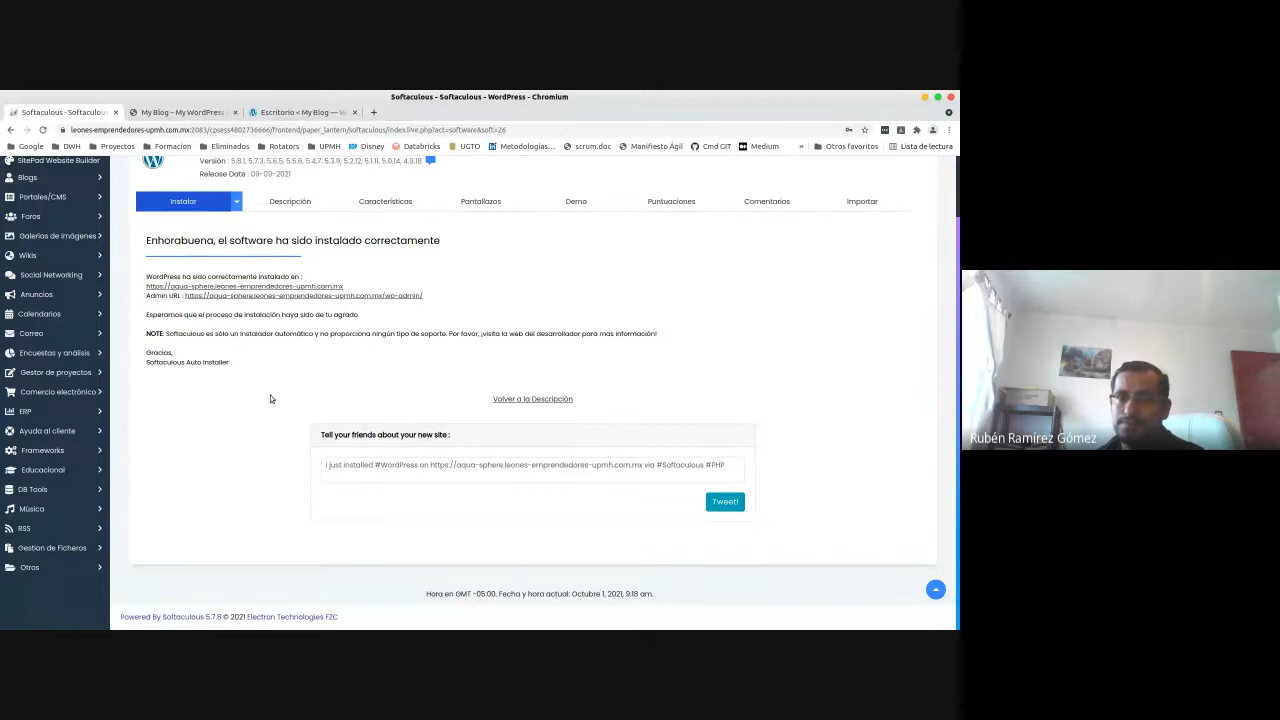 Softaculous - Softaculous - WordPress - Chromium
Softaculous - Softaculous
My Blog – My WordPress
Escritorio < My Blog — W
leones-emprendedores-upmh.com.mx:2083/cpsess4802736666/frontend/paper_lantern/softaculous/index.live.php?act=software&soft=26
Google DWH Proyectos Formacion Eliminados Rotators UPMH Disney Databricks UGTO Metodologías... scrum.doc Manifiesto Ágil Cmd GIT Medium » Otros favoritos Lista de lectura
SitePad Website Builder
Blogs
Portales/CMS
Foros
Galerías de imágenes
Wikis
Social Networking
Anuncios
Calendarios
Correo
Encuestas y análisis
Gestor de proyectos
Comercio electrónico
ERP
Ayuda al cliente
Frameworks
Educacional
DB Tools
Música
RSS
Gestion de Ficheros
Otros
Versión : 5.8.1, 5.7.3, 5.6.5, 5.5.6, 5.4.7, 5.3.9, 5.2.12, 5.1.11, 5.0.14, 4.9.18
Release Date : 09-09-2021
Instalar Descripción Características Pantallazos Demo Puntuaciones Comentarios Importar
Enhorabuena, el software ha sido instalado correctamente
WordPress ha sido correctamente instalado en :
https://aqua-sphere.leones-emprendedores-upmh.com.mx
Admin URL : https://aqua-sphere.leones-emprendedores-upmh.com.mx/wp-admin/
Esperamos que el proceso de instalación haya sido de tu agrado.
NOTE: Softaculous es sólo un instalador automático y no proporciona ningún tipo de soporte. Por favor, ¡visita la web del desarrollador para mas información!
Gracias,
Softaculous Auto Installer
Volver a la Descripción
Tell your friends about your new site :
I just installed #WordPress on https://aqua-sphere.leones-emprendedores-upmh.com.mx via #Softaculous #PHP
Tweet!
Hora en GMT -05:00. Fecha y hora actual: Octubre 1, 2021, 9:18 am.
Powered By Softaculous 5.7.8 © 2021 Electron Technologies FZC
Rubén Ramírez Gómez